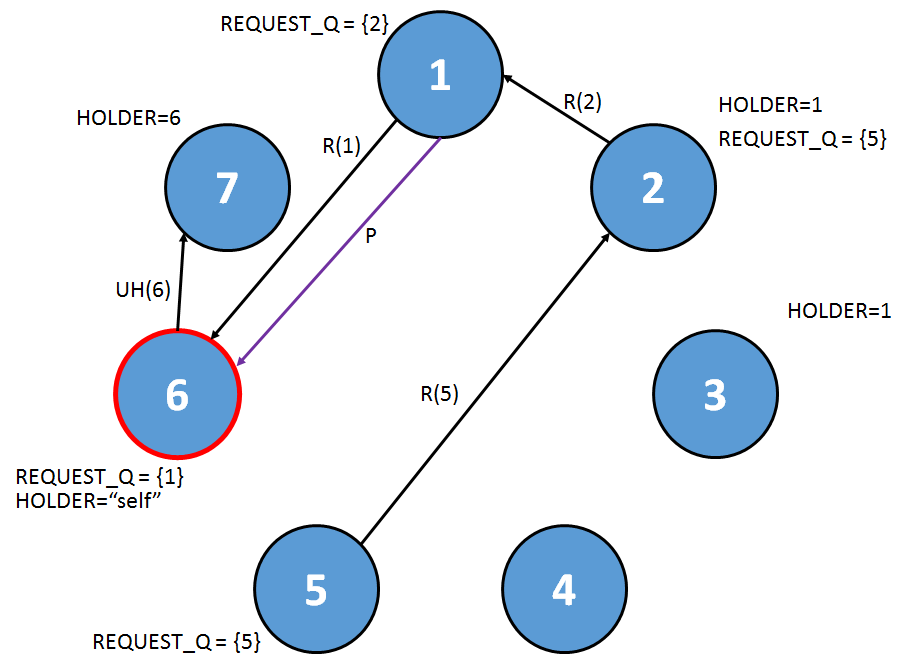 REQUEST_Q = {2}
1
R(2)
HOLDER=1
REQUEST_Q = {5}
HOLDER=6
R(1)
7
2
P
UH(6)
HOLDER=1
6
R(5)
3
REQUEST_Q = {1}
HOLDER=“self”
5
4
REQUEST_Q = {5}